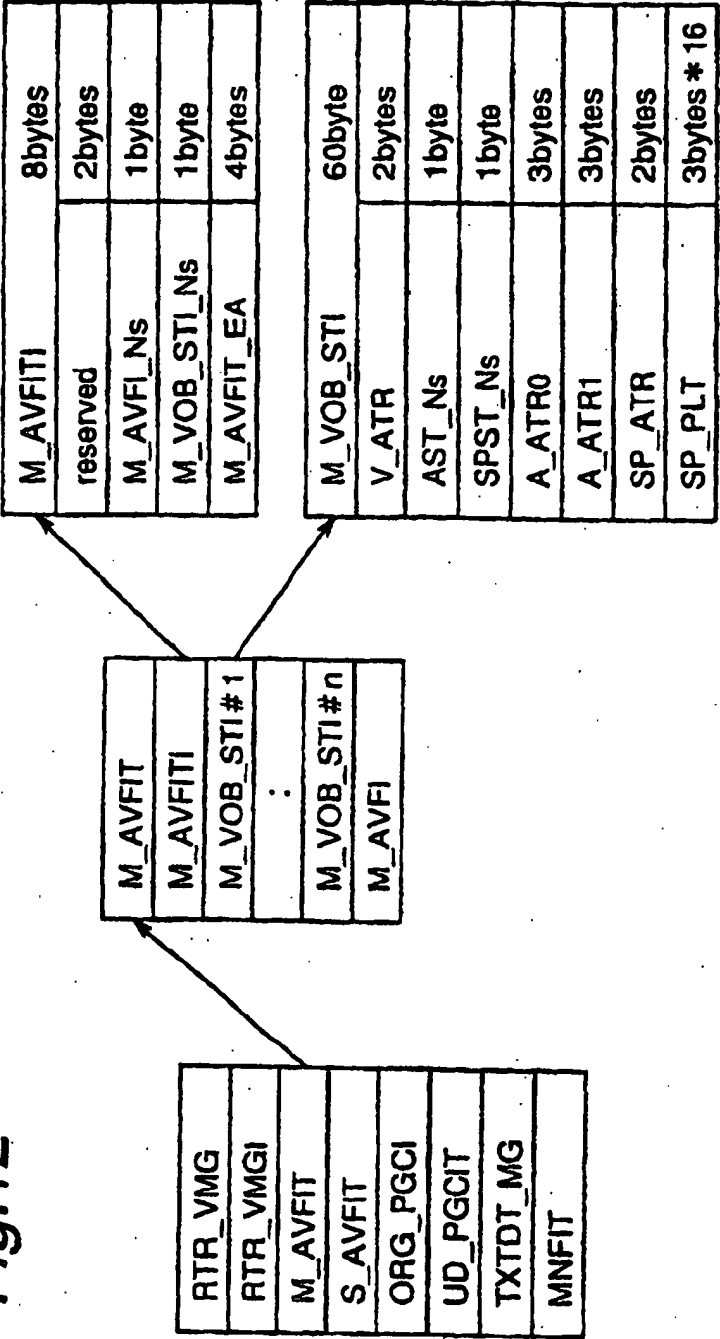 Fig.12
RTR_VMG
RTR_VMGI
M_AVFIT
S_AVFIT
ORG_PGCI
UD_PGCIT
TXTDT_MG
MNFIT
M_AVFIT
M_AVFITI
M_VOB_STI#1
:
M_VOB_STI#n
M_AVFI
M_AVFITI 8bytes
reserved 2bytes
M_AVFI_Ns 1byte
M_VOB_STI_Ns 1byte
M_AVFIT_EA 4bytes
M_VOB_STI 60byte
V_ATR 2bytes
AST_Ns 1byte
SPST_Ns 1byte
A_ATR0 3bytes
A_ATR1 3bytes
SP_ATR 2bytes
SP_PLT 3bytes*16